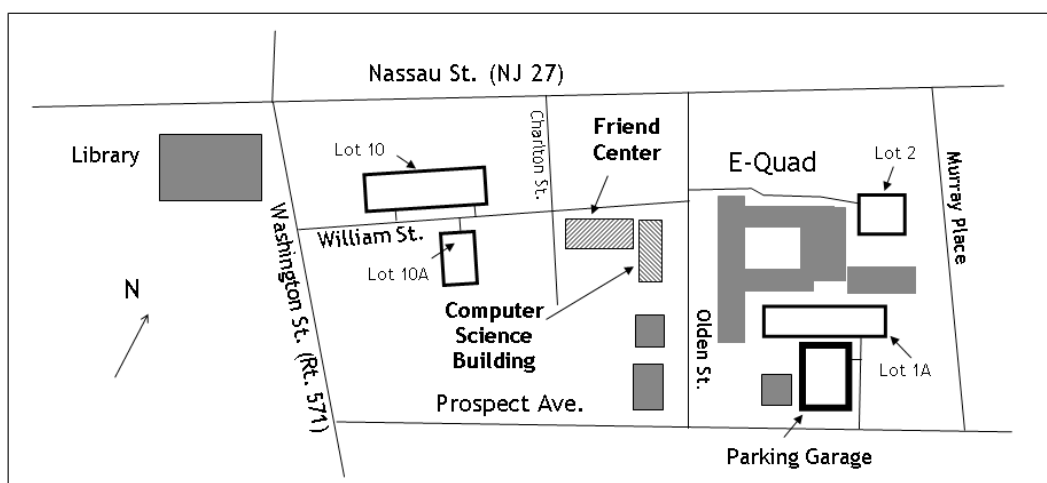 Nassau St. (NJ 27)
Library
Lot 10
Charlton St.
Friend
Center
E-Quad
Lot 2
Murray Place
Washington St. (Rt. 571)
William St.
Lot 10A
N
Computer
Science
Building
Olden St.
Lot 1A
Prospect Ave.
Parking Garage